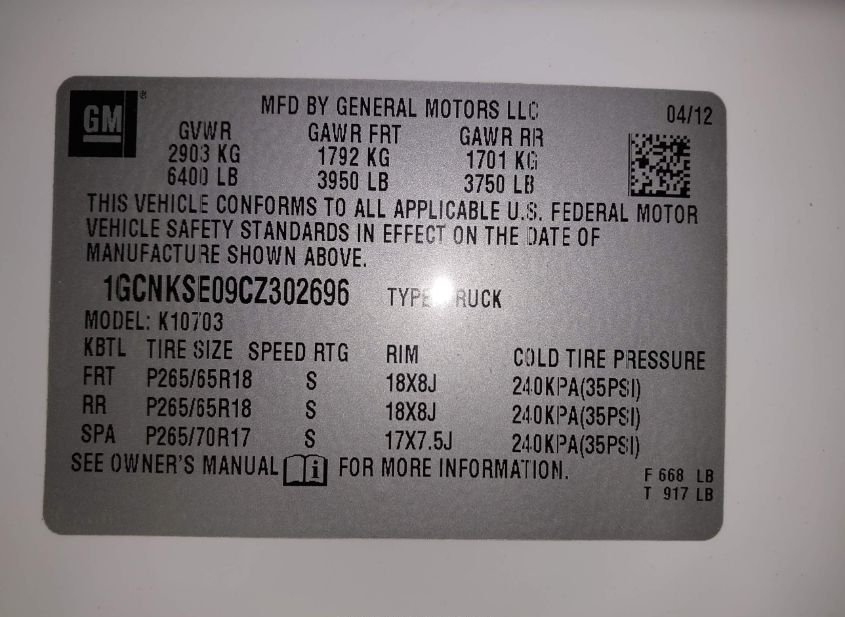 GM®
MFD BY GENERAL MOTORS LLC
04/12
GVWR GAWR FRT GAWR RR
2903 KG 1792 KG 1701 KG
6400 LB 3950 LB 3750 LB
THIS VEHICLE CONFORMS TO ALL APPLICABLE U.S. FEDERAL MOTOR
VEHICLE SAFETY STANDARDS IN EFFECT ON THE DATE OF
MANUFACTURE SHOWN ABOVE.
1GCNKSE09CZ302696 TYPE: TRUCK
MODEL: K10703
KBTL TIRE SIZE SPEED RTG RIM COLD TIRE PRESSURE
FRT P265/65R18 S 18X8J 240KPA(35PSI)
RR P265/65R18 S 18X8J 240KPA(35PSI)
SPA P265/70R17 S 17X7.5J 240KPA(35PSI)
SEE OWNER'S MANUAL i FOR MORE INFORMATION.
F 668 LB
T 917 LB